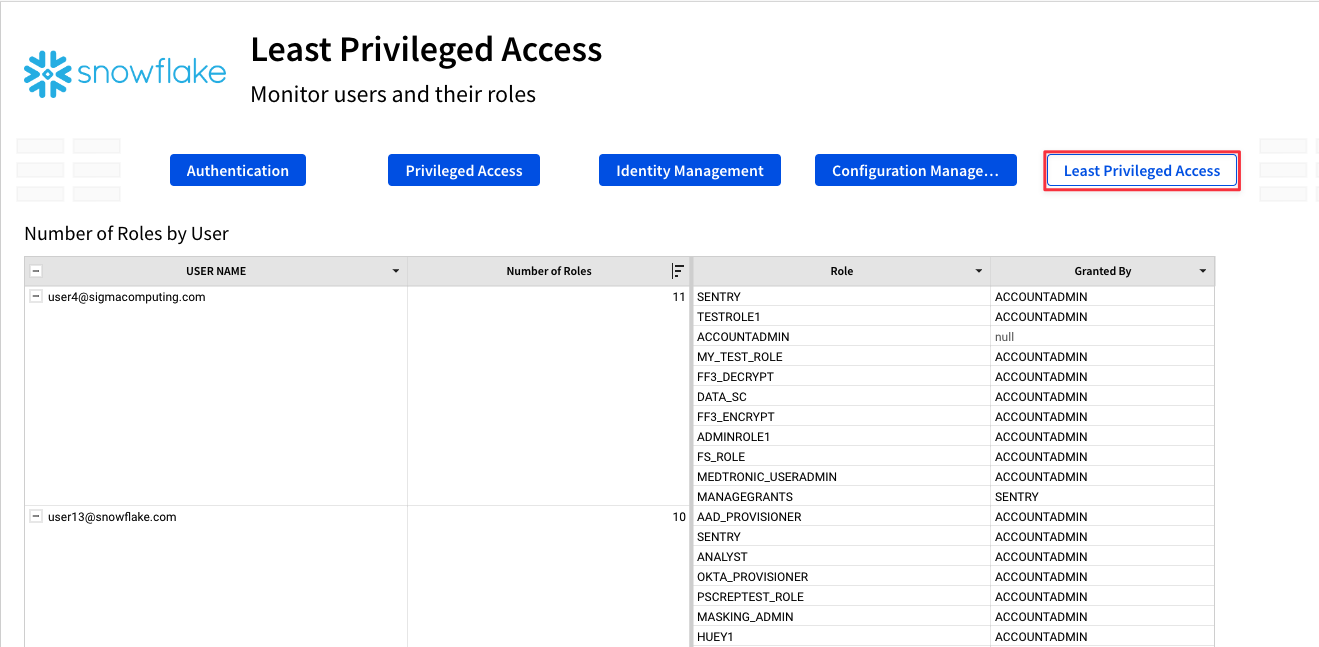 snowflake
Least Privileged Access
Monitor users and their roles
Authentication
Privileged Access
Identity Management
Configuration Manage...
Least Privileged Access
Number of Roles by User
USER NAME Number of Roles Role Granted By
user4@sigmacomputing.com 11 SENTRY ACCOUNTADMIN
TESTROLE1 ACCOUNTADMIN
ACCOUNTADMIN null
MY_TEST_ROLE ACCOUNTADMIN
FF3_DECRYPT ACCOUNTADMIN
DATA_SC ACCOUNTADMIN
FF3_ENCRYPT ACCOUNTADMIN
ADMINROLE1 ACCOUNTADMIN
FS_ROLE ACCOUNTADMIN
MEDTRONIC_USERADMIN ACCOUNTADMIN
MANAGEGRANTS SENTRY
user13@snowflake.com 10 AAD_PROVISIONER ACCOUNTADMIN
SENTRY ACCOUNTADMIN
ANALYST ACCOUNTADMIN
OKTA_PROVISIONER ACCOUNTADMIN
PSCREPTEST_ROLE ACCOUNTADMIN
MASKING_ADMIN ACCOUNTADMIN
HUEY1 ACCOUNTADMIN